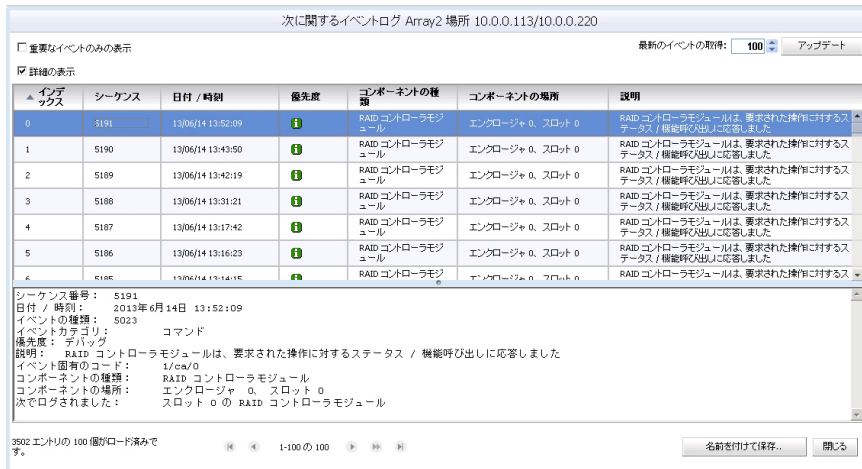 次に関するイベントログ Array2 場所 10.0.0.113/10.0.0.220
重要なイベントのみの表示
最新のイベントの取得: 100 アップデート
詳細の表示
インデックス シーケンス 日付 / 時刻 優先度 コンポーネントの種類 コンポーネントの場所 説明
0 5191 13/06/14 13:52:09 RAID コントローラモジュール エンクロージャ 0、スロット 0 RAID コントローラモジュールは、要求された操作に対するステータス / 機能呼び出しに応答しました
1 5190 13/06/14 13:43:50 RAID コントローラモジュール エンクロージャ 0、スロット 0 RAID コントローラモジュールは、要求された操作に対するステータス / 機能呼び出しに応答しました
2 5189 13/06/14 13:42:19 RAID コントローラモジュール エンクロージャ 0、スロット 0 RAID コントローラモジュールは、要求された操作に対するステータス / 機能呼び出しに応答しました
3 5188 13/06/14 13:31:21 RAID コントローラモジュール エンクロージャ 0、スロット 0 RAID コントローラモジュールは、要求された操作に対するステータス / 機能呼び出しに応答しました
4 5187 13/06/14 13:17:42 RAID コントローラモジュール エンクロージャ 0、スロット 0 RAID コントローラモジュールは、要求された操作に対するステータス / 機能呼び出しに応答しました
5 5186 13/06/14 13:16:23 RAID コントローラモジュール エンクロージャ 0、スロット 0 RAID コントローラモジュールは、要求された操作に対するステータス / 機能呼び出しに応答しました
6 5185 13/06/14 13:14:15 RAID コントローラモジ エンクロージャ 0、スロット 0 RAID コントローラモジュールは、要求された操作に対するス
シーケンス番号: 5191
日付 / 時刻: 2013年6月14日 13:52:09
イベントの種類: 5023
イベントカテゴリ: コマンド
優先度: デバッグ
説明: RAID コントローラモジュールは、要求された操作に対するステータス / 機能呼び出しに応答しました
イベント固有のコード: 1/ca/0
コンポーネントの種類: RAID コントローラモジュール
コンポーネントの場所: エンクロージャ 0、 スロット 0
次でログされました: スロット 0 の RAID コントローラモジュール
3502 エントリの 100 個がロード済みです。
1-100 の 100
名前を付けて保存.. 閉じる